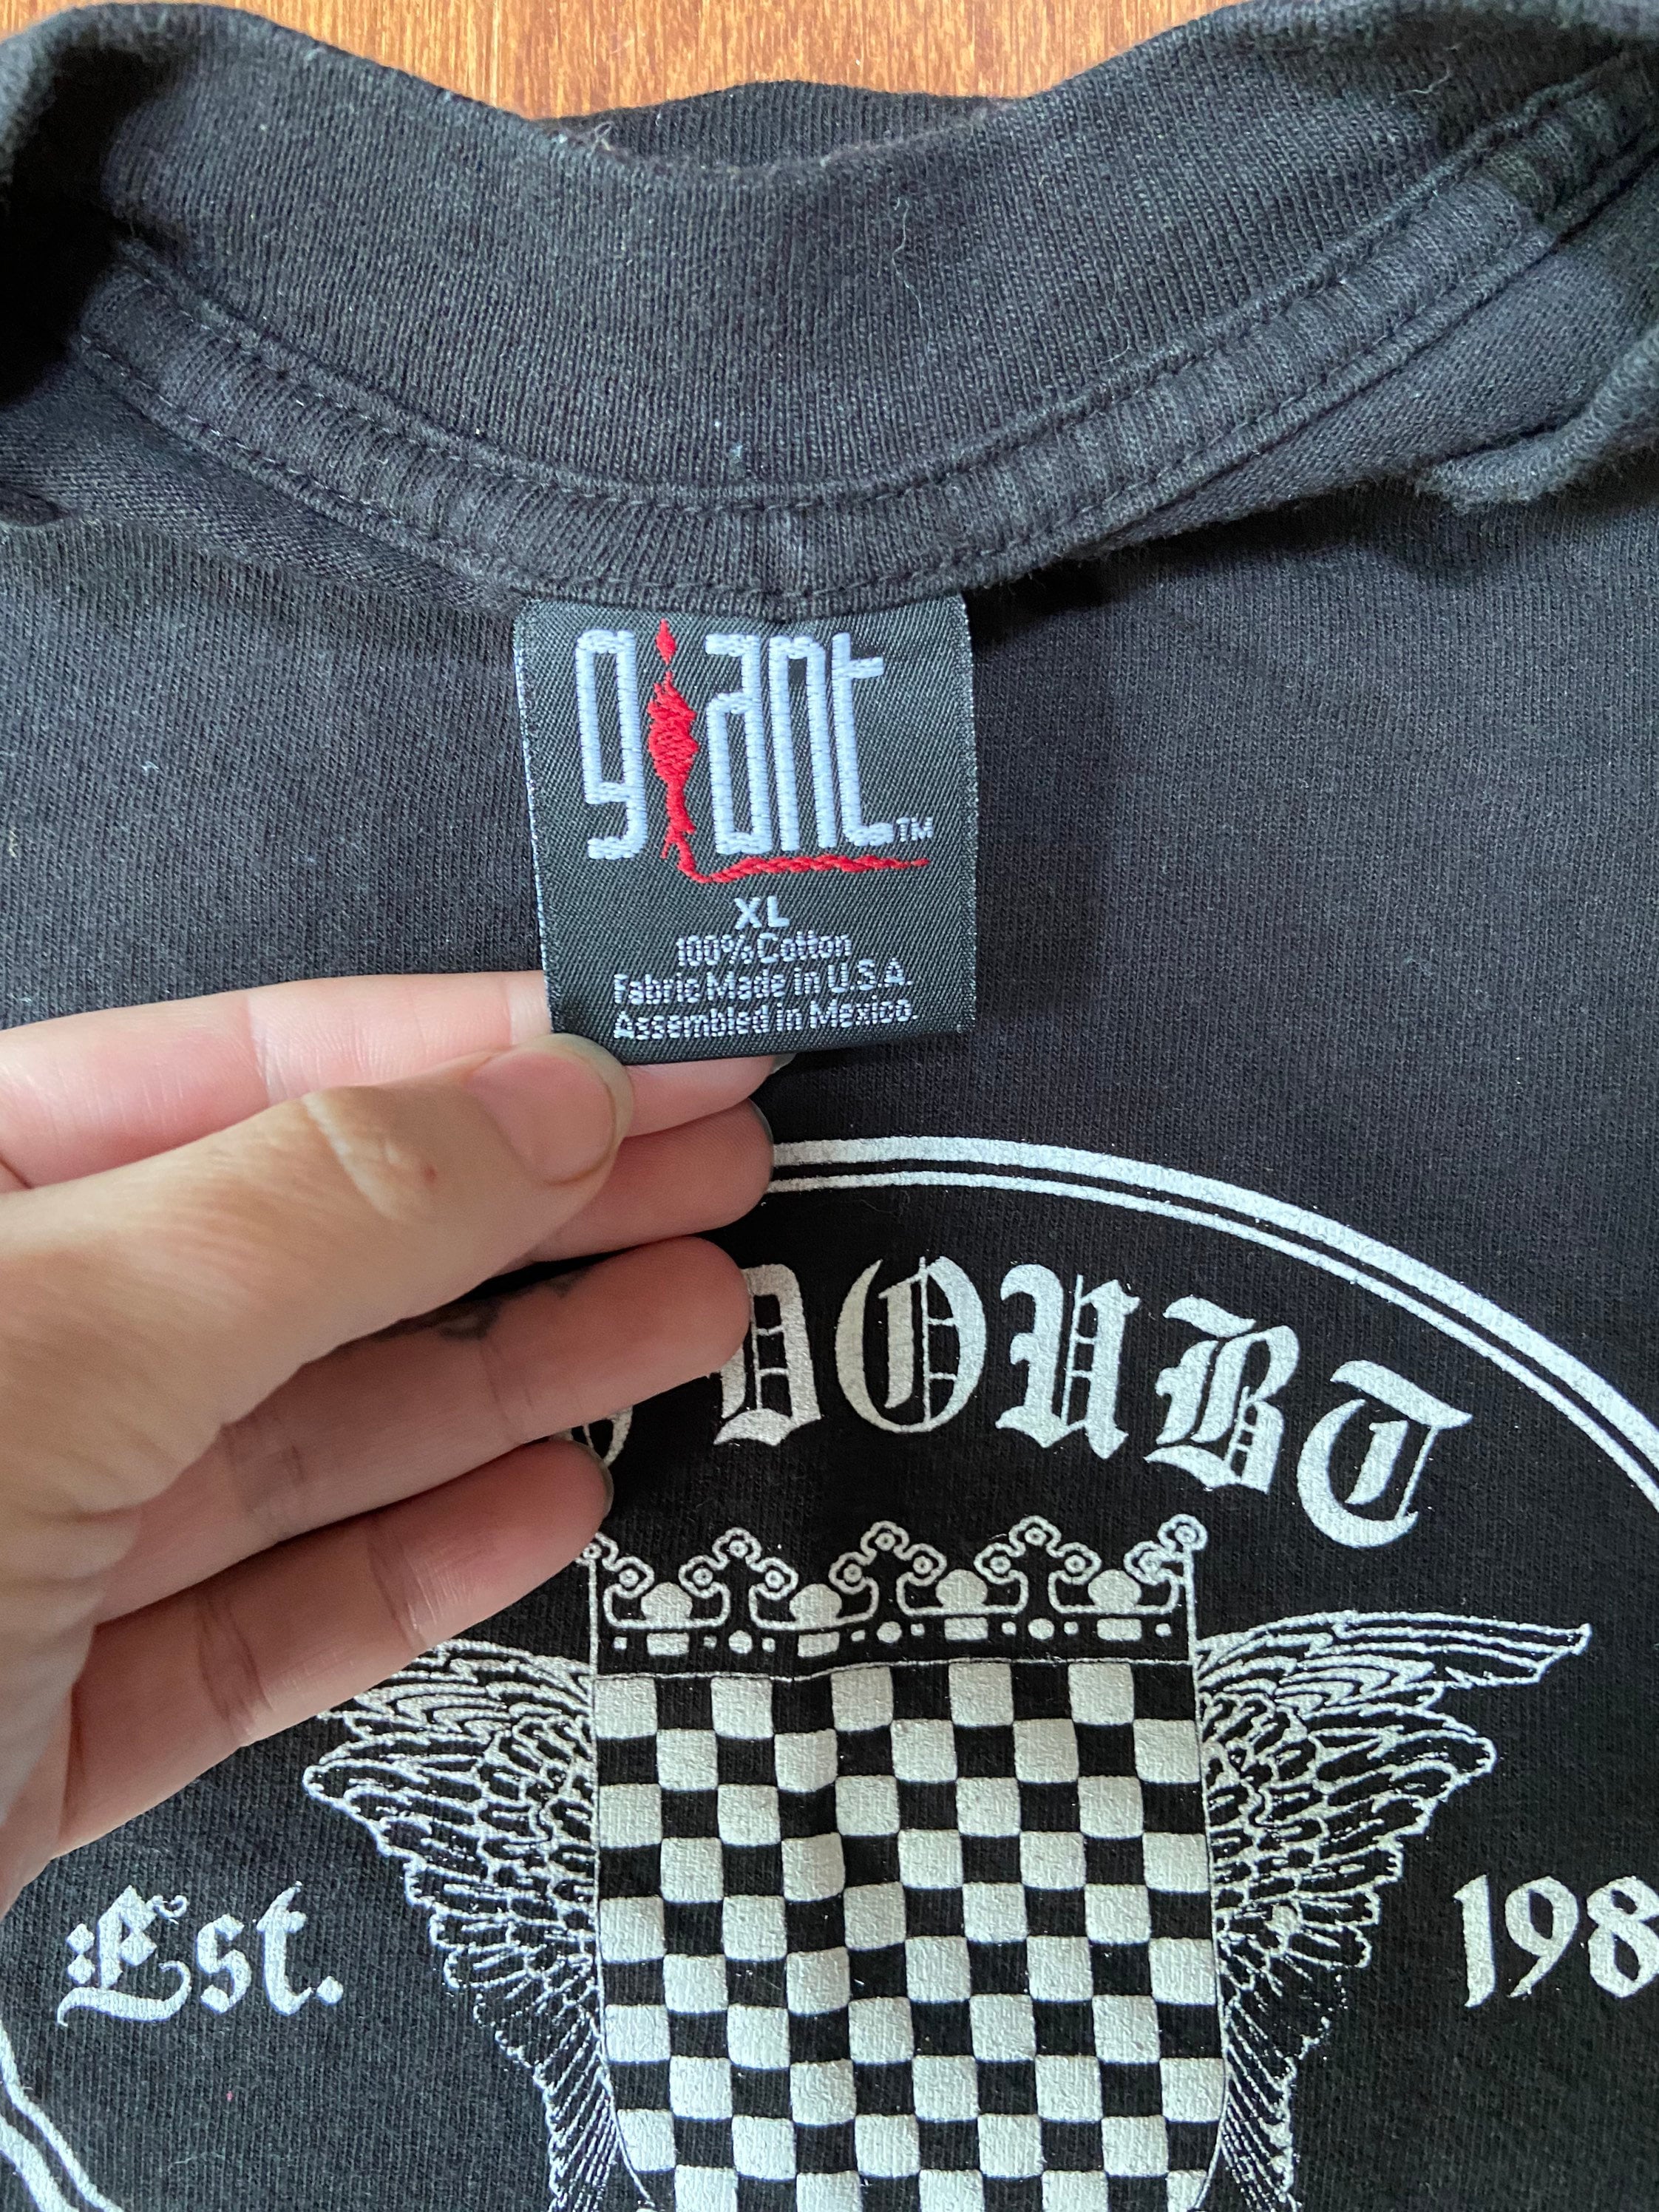 giant™
XL
100% Cotton
Fabric Made in U.S.A.
Assembled in Mexico.
DOUBT
Est.
198